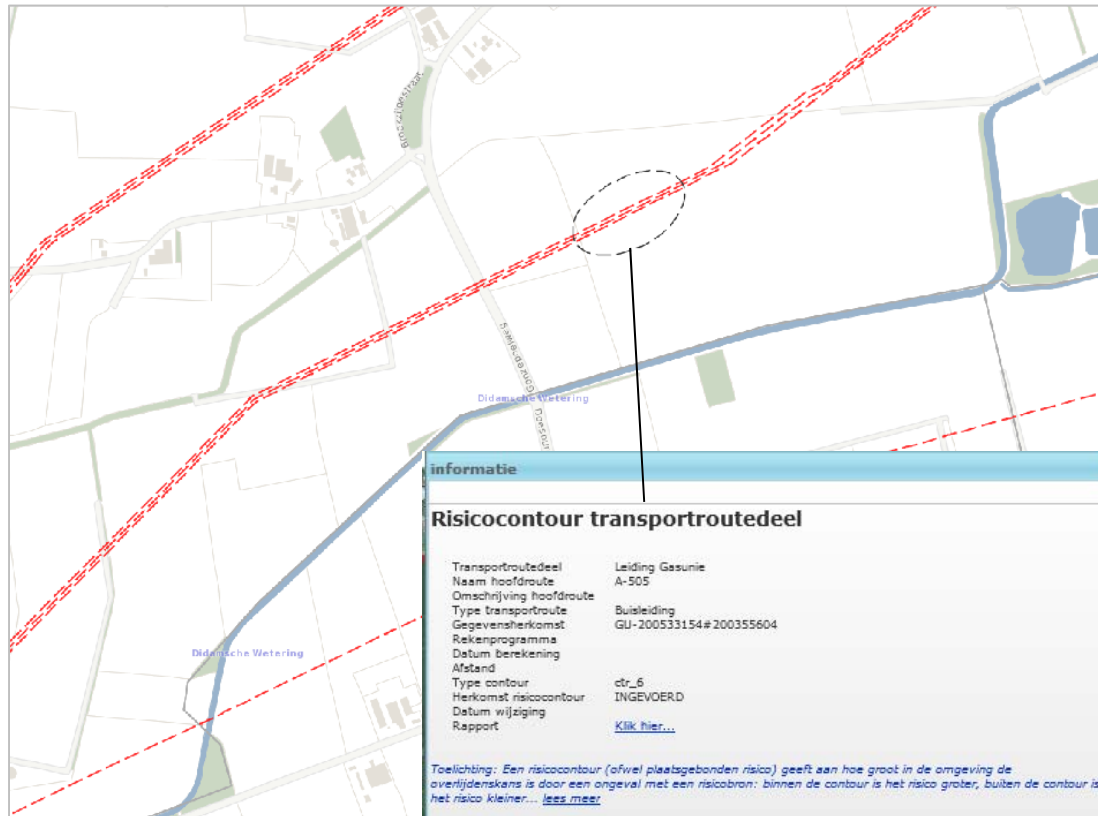 Broekzijdestraat
Didamsche Wetering
Didamsche Wetering
informatie
Risicocontour transportroutedeel
Transportroutedeel Leiding Gasunie
Naam hoofdroute A-505
Omschrijving hoofdroute
Type transportroute Buisleiding
Gegevensherkomst GU-200533154#200355604
Rekenprogramma
Datum berekening
Afstand
Type contour ctr_6
Herkomst risicocontour INGEVOERD
Datum wijziging
Rapport Klik hier...
Toelichting: Een risicocontour (ofwel plaatsgebonden risico) geeft aan hoe groot in de omgeving de
overlijdenskans is door een ongeval met een risicobron: binnen de contour is het risico groter, buiten de contour is
het risico kleiner... lees meer